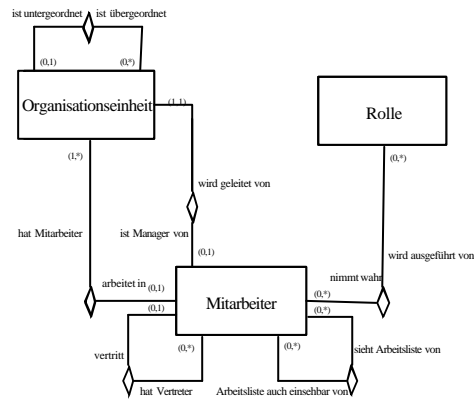 ist untergeordnet ist übergeordnet
(0,1) (0,*)
Organisationseinheit
(1,1)
Rolle
(1,*)
(0,*)
wird geleitet von
hat Mitarbeiter
ist Manager von
(0,1)
wird ausgeführt von
nimmt wahr
arbeitet in (0,1)
(0,1)
Mitarbeiter
(0,*)
(0,*)
vertritt
(0,*)
(0,*)
sieht Arbeitsliste von
hat Vertreter
Arbeitsliste auch einsehbar von